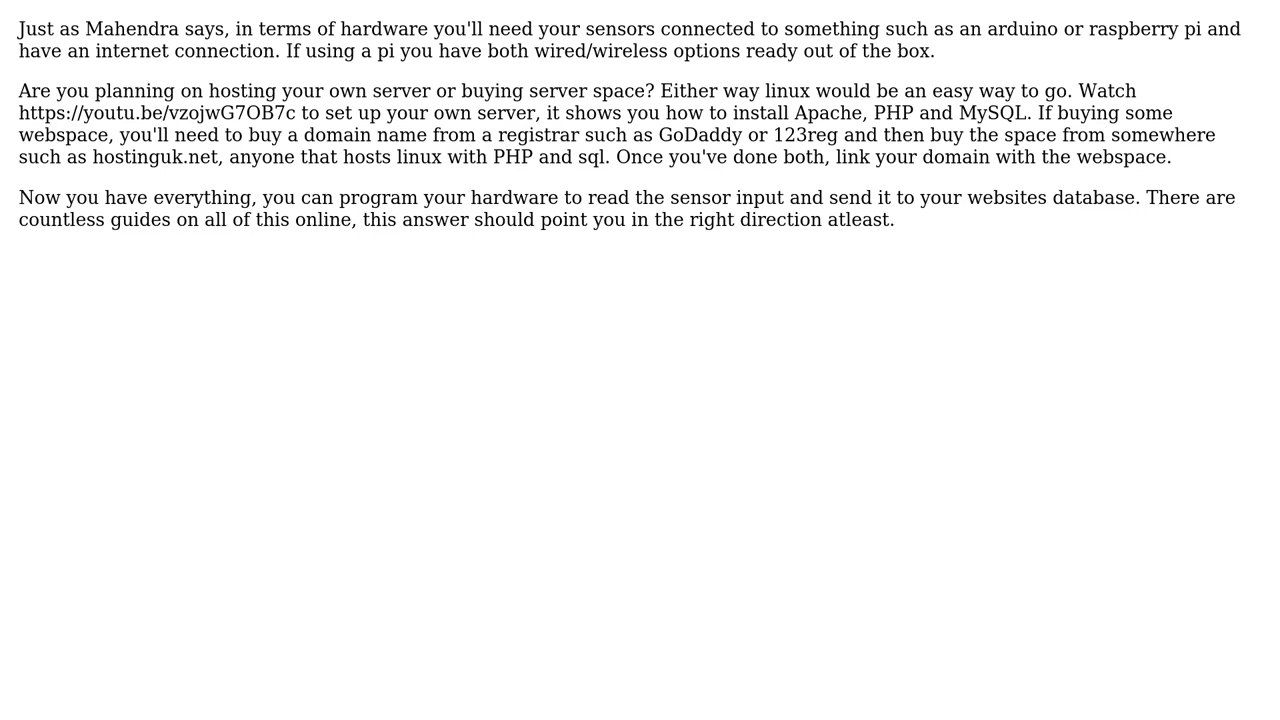 Just as Mahendra says, in terms of hardware you'll need your sensors connected to something such as an arduino or raspberry pi and
have an internet connection. If using a pi you have both wired/wireless options ready out of the box.
Are you planning on hosting your own server or buying server space? Either way linux would be an easy way to go. Watch
https://youtu.be/vzojwG7OB7c to set up your own server, it shows you how to install Apache, PHP and MySQL. If buying some
webspace, you'll need to buy a domain name from a registrar such as GoDaddy or 123reg and then buy the space from somewhere
such as hostinguk.net, anyone that hosts linux with PHP and sql. Once you've done both, link your domain with the webspace.
Now you have everything, you can program your hardware to read the sensor input and send it to your websites database. There are
countless guides on all of this online, this answer should point you in the right direction atleast.